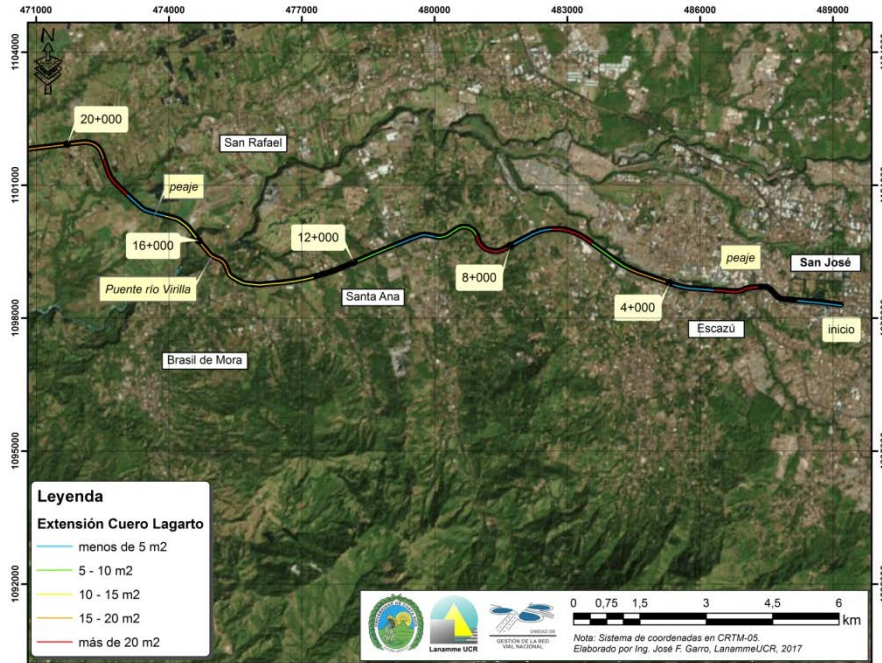 471000
474000
477000
480000
483000
486000
489000
1104000
N
20+000
San Rafael
peaje
1101000
12+000
16+000
peaje
San José
8+000
Puente río Virilla
Santa Ana
4+000
Escazú
inicio
1098000
Brasil de Mora
1095000
Leyenda
Extensión Cuero Lagarto
menos de 5 m2
5 - 10 m2
10 - 15 m2
15 - 20 m2
más de 20 m2
1092000
Lanamme UCR
UNIDAD DE
GESTIÓN DE LA RED
VIAL NACIONAL
0 0,75 1,5 3 4,5 6
km
Nota: Sistema de coordenadas en CRTM-05.
Elaborado por Ing. José F. Garro, LanammeUCR, 2017